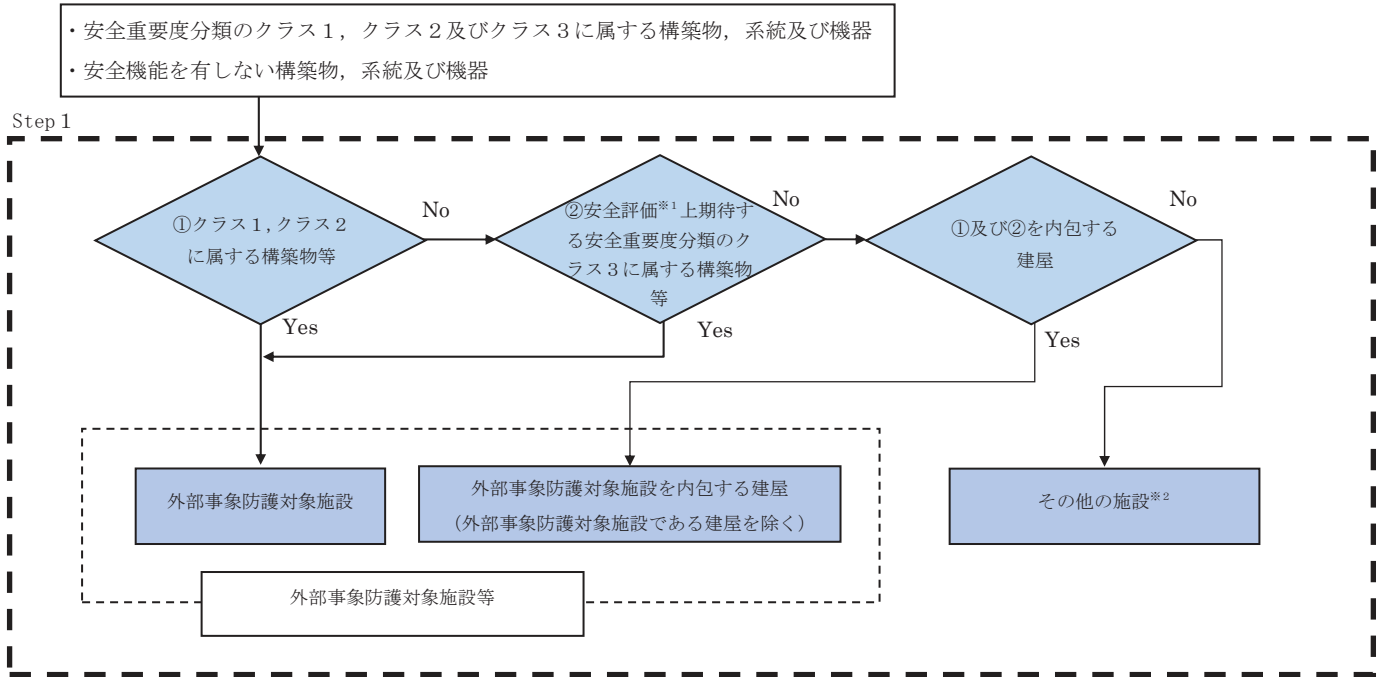 ・安全重要度分類のクラス１，クラス２及びクラス３に属する構築物，系統及び機器
・安全機能を有しない構築物，系統及び機器
Step１
①クラス１，クラス２
に属する構築物等
No
②安全評価※１上期待す
る安全重要度分類のク
ラス３に属する構築物
等
No
①及び②を内包する
建屋
No
Yes
Yes
Yes
外部事象防護対象施設
外部事象防護対象施設を内包する建屋
（外部事象防護対象施設である建屋を除く）
その他の施設※２
外部事象防護対象施設等